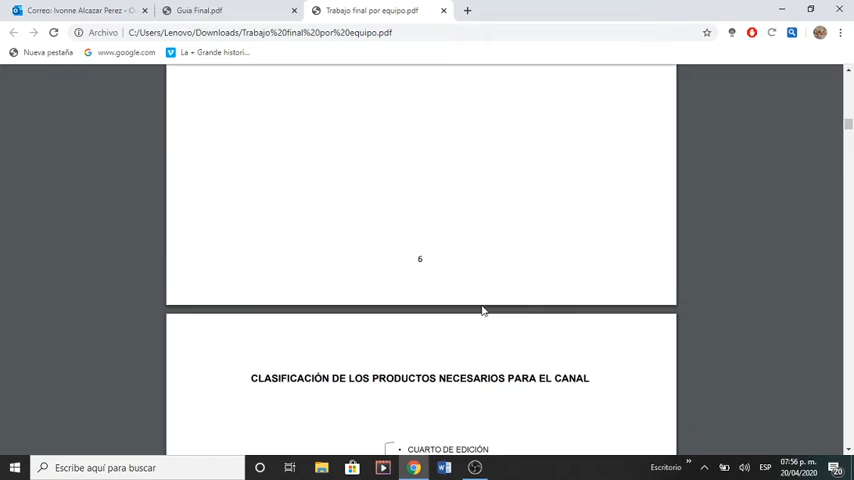 Correo: Ivonne Alcazar Perez - O
Guia Final.pdf
Trabajo final por equipo.pdf
Archivo
C:/Users/Lenovo/Downloads/Trabajo%20final%20por%20equipo.pdf
Nueva pestaña
www.google.com
La + Grande histori...
6
CLASIFICACIÓN DE LOS PRODUCTOS NECESARIOS PARA EL CANAL
• CUARTO DE EDICIÓN
Escribe aquí para buscar
Escritorio
ESP
07:56 p. m.
20/04/2020
20